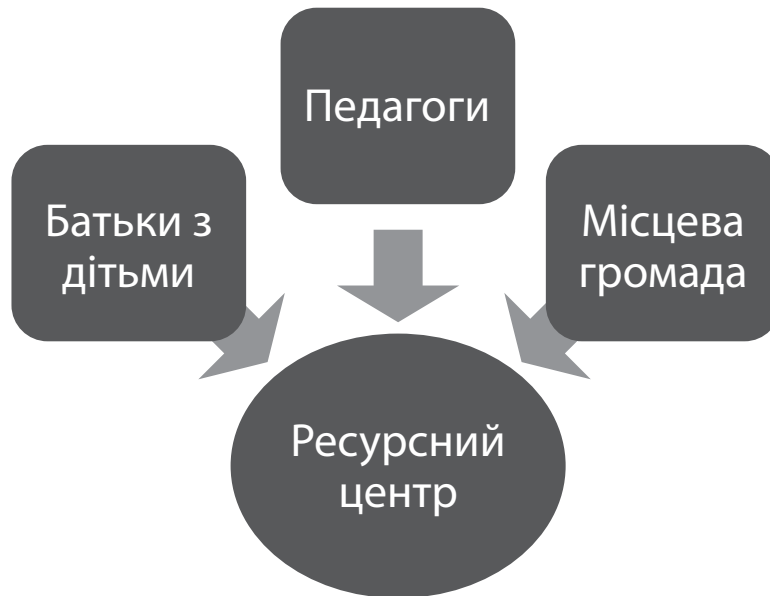 Педагоги
Батьки з
дітьми
Місцева
громада
Ресурсний
центр